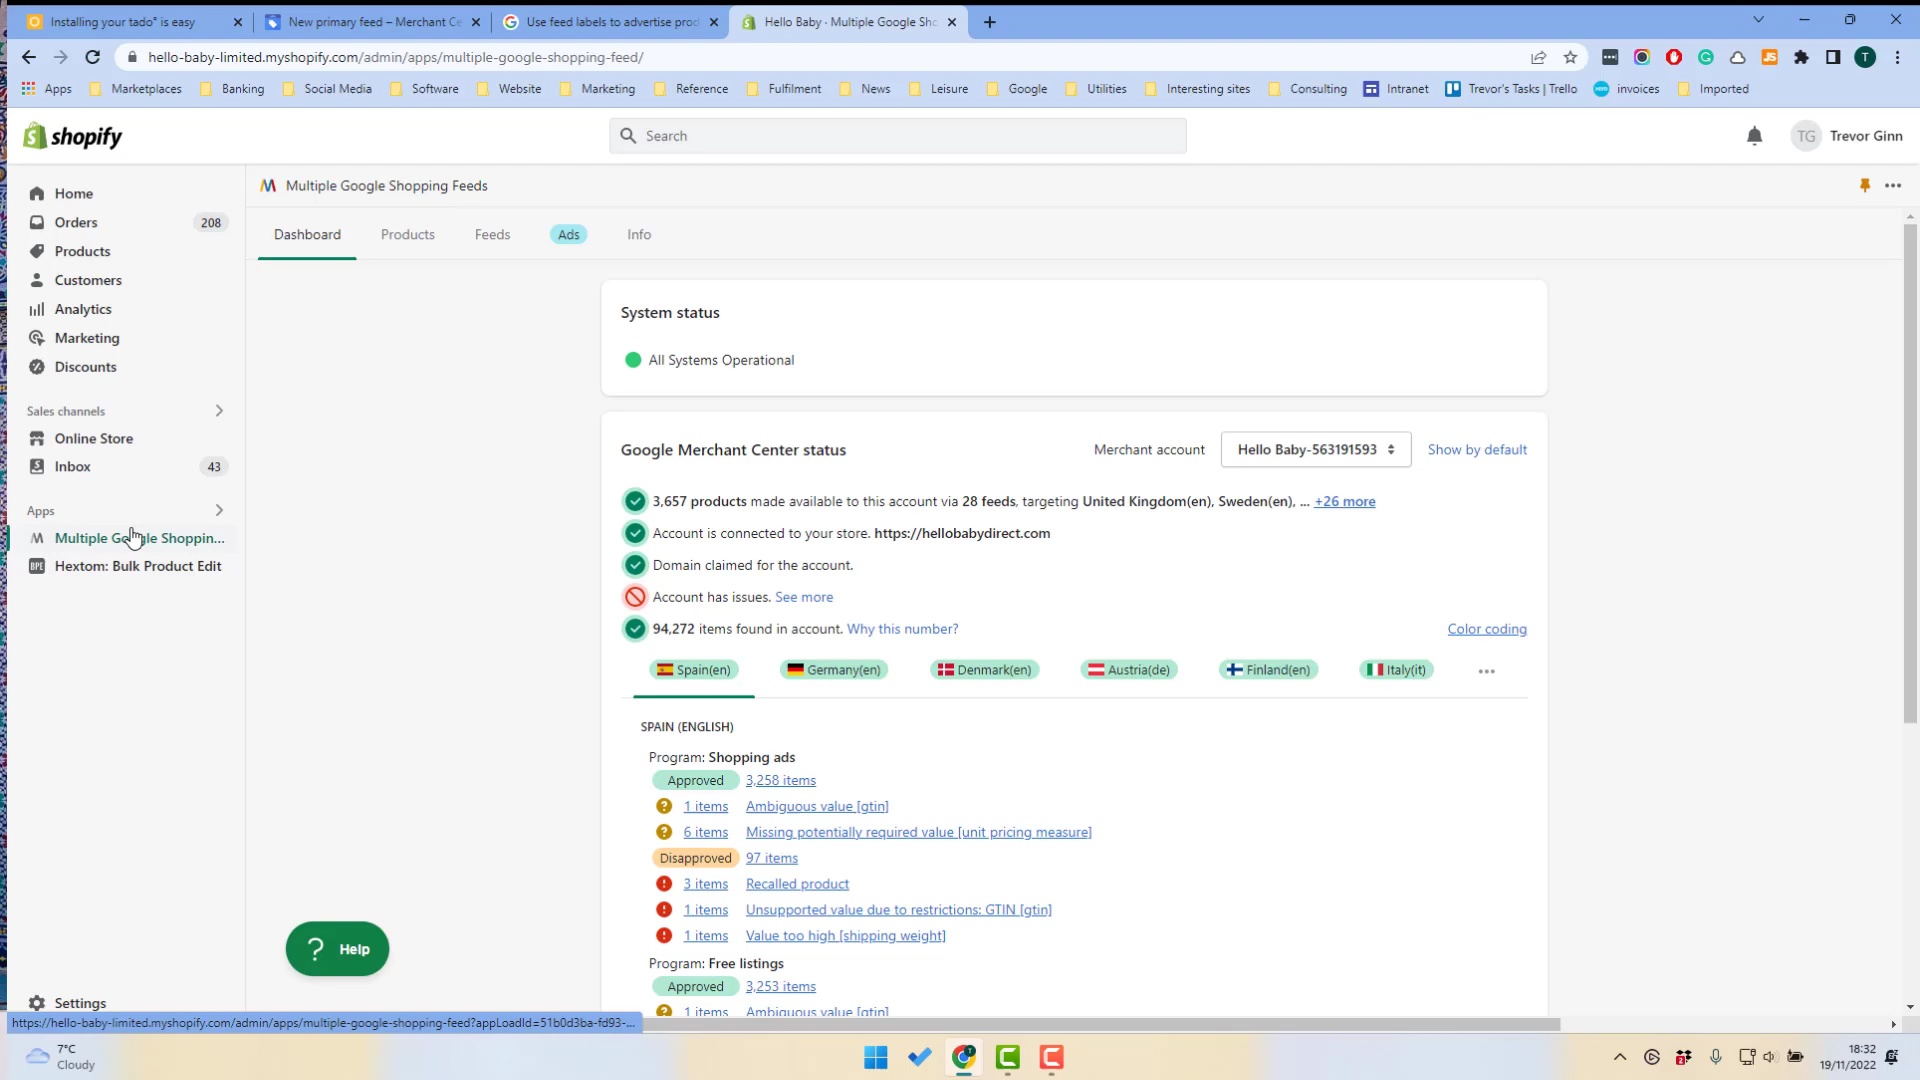 Installing your tado° is easy
New primary feed – Merchant Ce
Use feed labels to advertise prod
Hello Baby · Multiple Google Sho
hello-baby-limited.myshopify.com/admin/apps/multiple-google-shopping-feed/
T
Apps
Marketplaces
Banking
Social Media
Software
Website
Marketing
Reference
Fulfilment
News
Leisure
Google
Utilities
Interesting sites
Consulting
Intranet
Trevor's Tasks | Trello
invoices
Imported
shopify
Search
TG
Trevor Ginn
Home
Orders 208
Products
Customers
Analytics
Marketing
Discounts
Sales channels
Online Store
Inbox 43
Apps
Multiple Google Shoppin...
Hextom: Bulk Product Edit
Settings
Multiple Google Shopping Feeds
Dashboard
Products
Feeds
Ads
Info
System status
All Systems Operational
Google Merchant Center status
Merchant account
Hello Baby-563191593
Show by default
3,657 products made available to this account via 28 feeds, targeting United Kingdom(en), Sweden(en), ... +26 more
Account is connected to your store. https://hellobabydirect.com
Domain claimed for the account.
Account has issues. See more
94,272 items found in account. Why this number?
Color coding
Spain(en)
Germany(en)
Denmark(en)
Austria(de)
Finland(en)
Italy(it)
SPAIN (ENGLISH)
Program: Shopping ads
Approved 3,258 items
1 items Ambiguous value [gtin]
6 items Missing potentially required value [unit pricing measure]
Disapproved 97 items
3 items Recalled product
1 items Unsupported value due to restrictions: GTIN [gtin]
1 items Value too high [shipping weight]
Program: Free listings
Approved 3,253 items
1 items Ambiguous value [gtin]
? Help
https://hello-baby-limited.myshopify.com/admin/apps/multiple-google-shopping-feed?appLoadId=51b0d3ba-fd93-...
7°C
Cloudy
18:32
19/11/2022